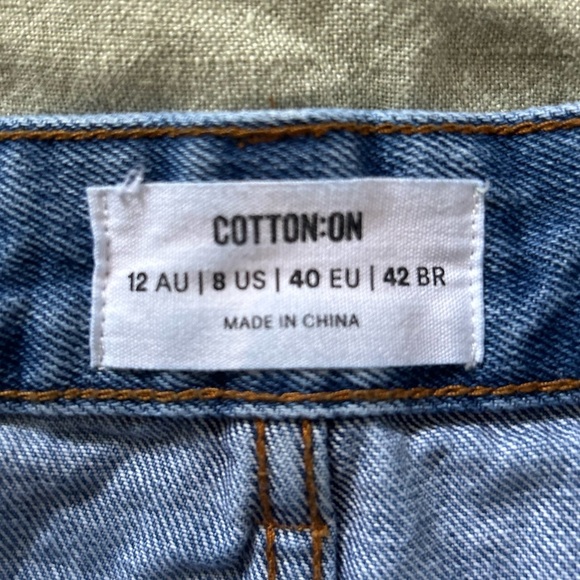 COTTON:ON
12 AU | 8 US | 40 EU | 42 BR
MADE IN CHINA